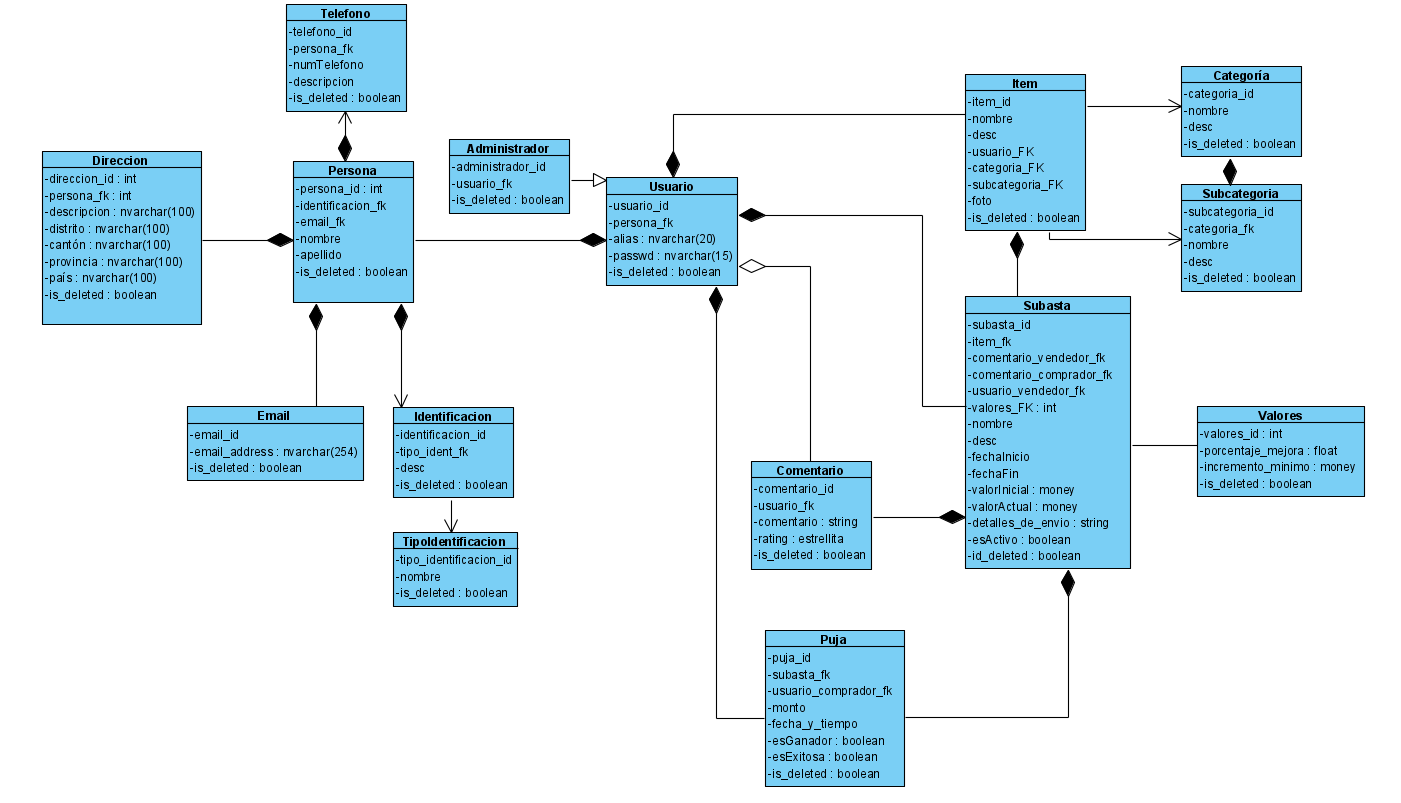 Telefono
-telefono_id
-persona_fk
-numTelefono
-descripcion
-is_deleted : boolean
Direccion
-direccion_id : int
-persona_fk : int
-descripcion : nvarchar(100)
-distrito : nvarchar(100)
-cantón : nvarchar(100)
-provincia : nvarchar(100)
-país : nvarchar(100)
-is_deleted : boolean
Persona
-persona_id : int
-identificacion_fk
-email_fk
-nombre
-apellido
-is_deleted : boolean
Administrador
-administrador_id
-usuario_fk
-is_deleted : boolean
Usuario
-usuario_id
-persona_fk
-alias : nvarchar(20)
-passwd : nvarchar(15)
-is_deleted : boolean
Item
-item_id
-nombre
-desc
-usuario_FK
-categoria_FK
-subcategoria_FK
-foto
-is_deleted : boolean
Categoría
-categoria_id
-nombre
-desc
-is_deleted : boolean
Subcategoria
-subcategoria_id
-categoria_fk
-nombre
-desc
-is_deleted : boolean
Email
-email_id
-email_address : nvarchar(254)
-is_deleted : boolean
Identificacion
-identificacion_id
-tipo_ident_fk
-desc
-is_deleted : boolean
TipoIdentificacion
-tipo_identificacion_id
-nombre
-is_deleted : boolean
Subasta
-subasta_id
-item_fk
-comentario_vendedor_fk
-comentario_comprador_fk
-usuario_vendedor_fk
-valores_FK : int
-nombre
-desc
-fechaInicio
-fechaFin
-valorInicial : money
-valorActual : money
-detalles_de_envio : string
-esActivo : boolean
-id_deleted : boolean
Valores
-valores_id : int
-porcentaje_mejora : float
-incremento_minimo : money
-is_deleted : boolean
Comentario
-comentario_id
-usuario_fk
-comentario : string
-rating : estrellita
-is_deleted : boolean
Puja
-puja_id
-subasta_fk
-usuario_comprador_fk
-monto
-fecha_y_tiempo
-esGanador : boolean
-esExitosa : boolean
-is_deleted : boolean